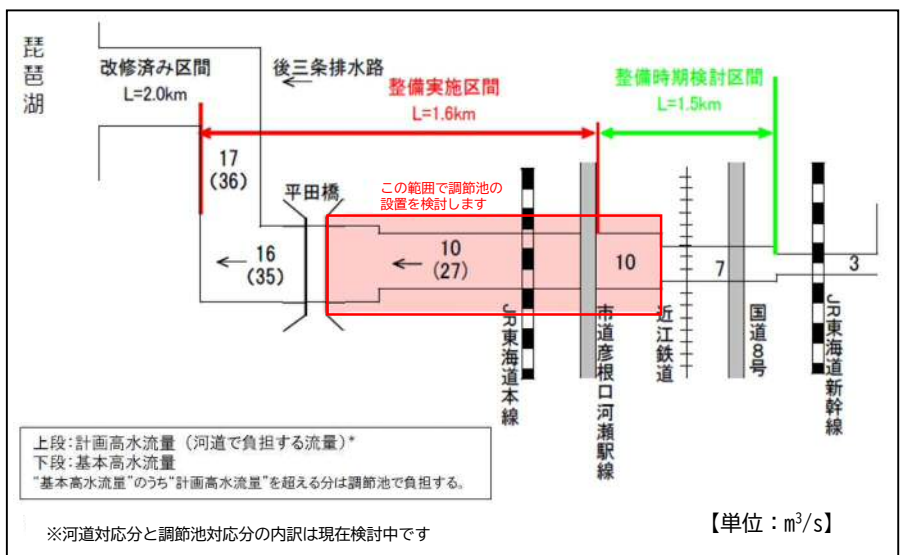 琵琶湖
改修済み区間
L=2.0km
後三条排水路
←
整備実施区間
L=1.6km
整備時期検討区間
L=1.5km
17
(36)
平田橋
この範囲で調節池の
設置を検討します
← 16
(35)
← 10
(27)
10
7
3
JR東海道本線
市道彦根口河瀬駅線
近江鉄道
国道8号
JR東海道新幹線
上段:計画高水流量（河道で負担する流量）*
下段:基本高水流量
"基本高水流量"のうち"計画高水流量"を超える分は調節池で負担する。
※河道対応分と調節池対応分の内訳は現在検討中です
【単位：m³/s】